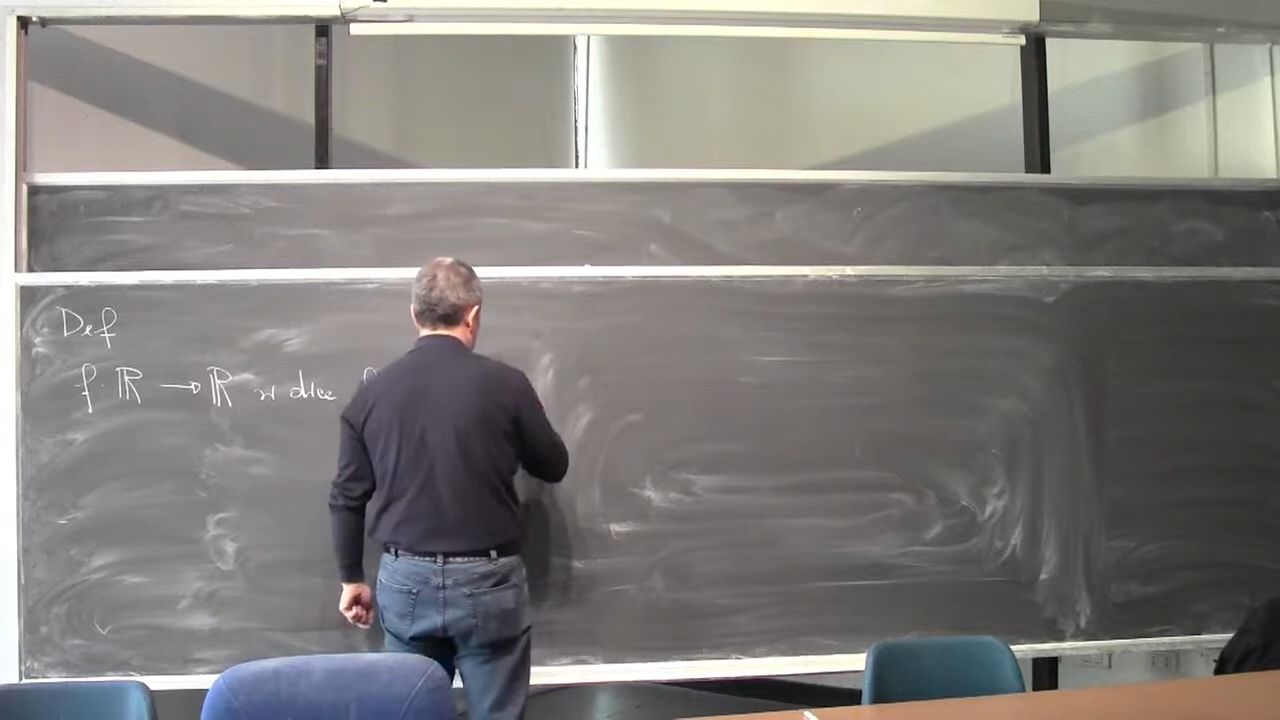 Def
f: ℝ → ℝ si dice f